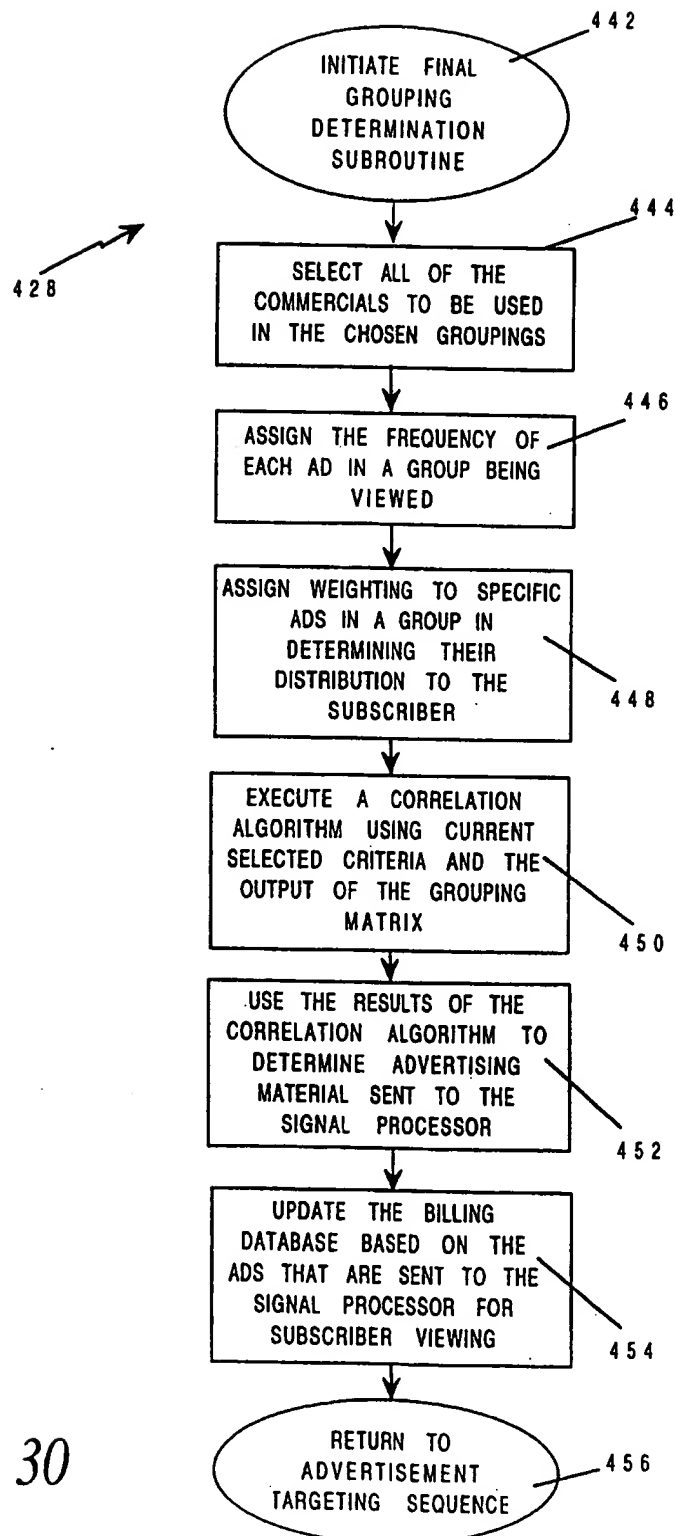 442
INITIATE FINAL
GROUPING
DETERMINATION
SUBROUTINE
444
428
SELECT ALL OF THE
COMMERCIALS TO BE USED
IN THE CHOSEN GROUPINGS
446
ASSIGN THE FREQUENCY OF
EACH AD IN A GROUP BEING
VIEWED
ASSIGN WEIGHTING TO SPECIFIC
ADS IN A GROUP IN
DETERMINING THEIR
DISTRIBUTION TO THE
SUBSCRIBER
448
EXECUTE A CORRELATION
ALGORITHM USING CURRENT
SELECTED CRITERIA AND THE
OUTPUT OF THE GROUPING
MATRIX
450
USE THE RESULTS OF THE
CORRELATION ALGORITHM TO
DETERMINE ADVERTISING
MATERIAL SENT TO THE
SIGNAL PROCESSOR
452
UPDATE THE BILLING
DATABASE BASED ON THE
ADS THAT ARE SENT TO THE
SIGNAL PROCESSOR FOR
SUBSCRIBER VIEWING
454
30
RETURN TO
ADVERTISEMENT
TARGETING SEQUENCE
456